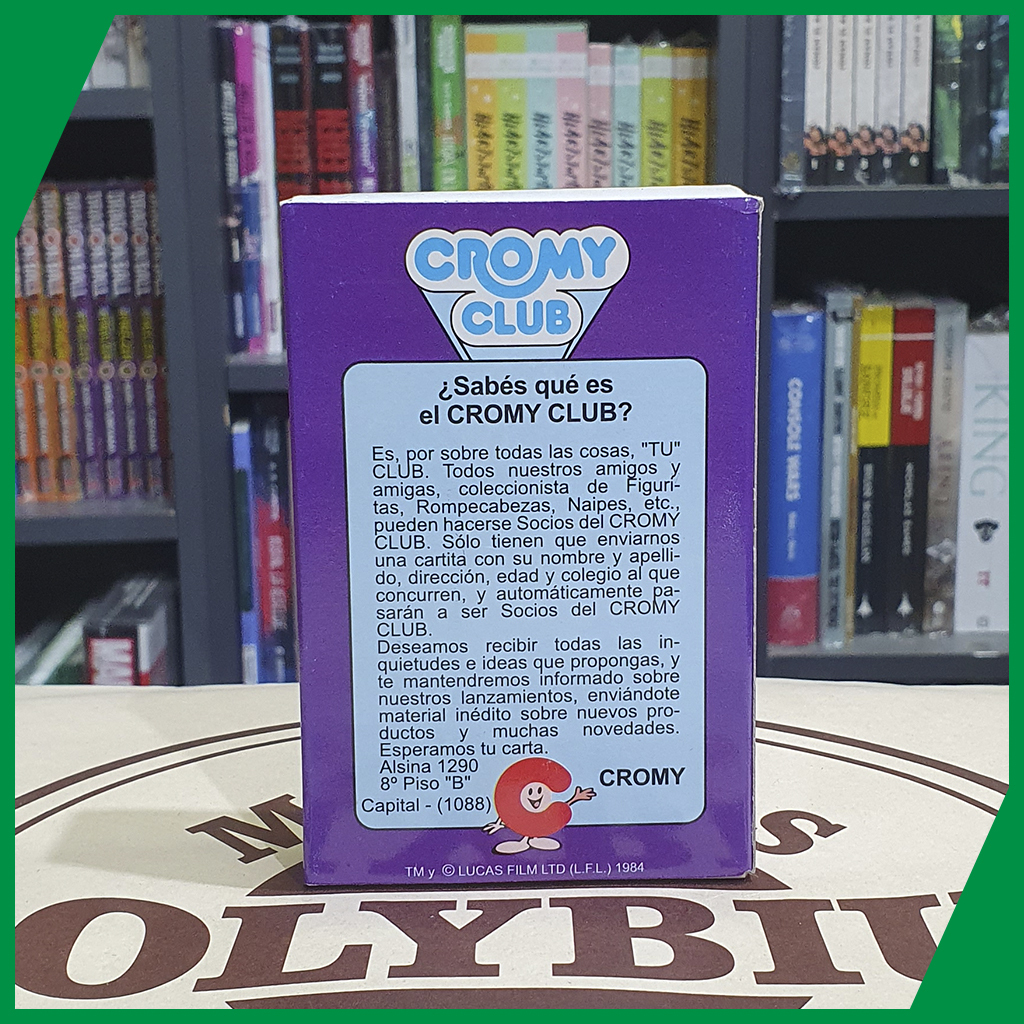 CROMY
CLUB
¿Sabés qué es
el CROMY CLUB?
Es, por sobre todas las cosas, "TU"
CLUB. Todos nuestros amigos y
amigas, coleccionista de Figuri-
tas, Rompecabezas, Naipes, etc.,
pueden hacerse Socios del CROMY
CLUB. Sólo tienen que enviarnos
una cartita con su nombre y apelli-
do, dirección, edad y colegio al que
concurren, y automáticamente pa-
sarán a ser Socios del CROMY
CLUB.
Deseamos recibir todas las in-
quietudes e ideas que propongas, y
te mantendremos informado sobre
nuestros lanzamientos, enviándote
material inédito sobre nuevos pro-
ductos y muchas novedades.
Esperamos tu carta.
Alsina 1290
8º Piso "B"
Capital - (1088)
CROMY
TM y © LUCAS FILM LTD (L.F.L.) 1984
CONSOLE WARS
KING
OLYBIU